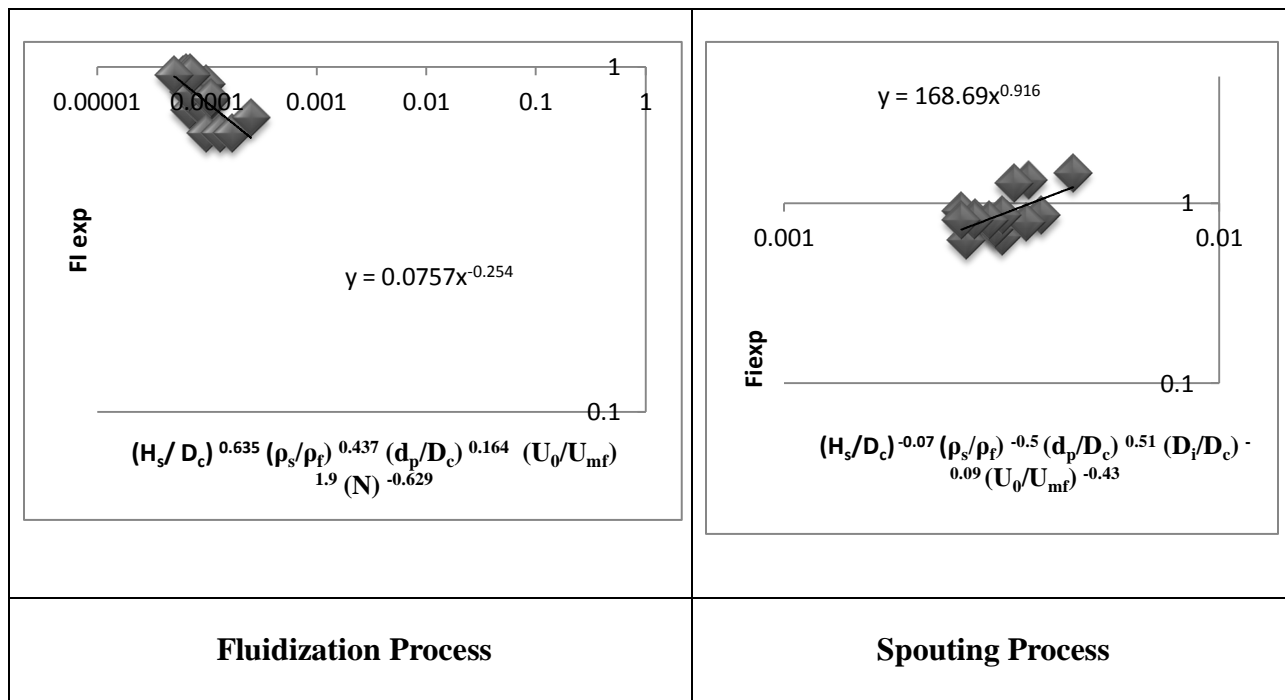 1
0.00001 0.0001 0.001 0.01 0.1 1
FI exp
y = 0.0757x^-0.254
0.1
(Hs/ Dc) 0.635 (ρs/ρf) 0.437 (dp/Dc) 0.164 (U0/Umf)
1.9 (N) -0.629
y = 168.69x^0.916
1
0.001 0.01
Fiexp
0.1
(Hs/Dc) -0.07 (ρs/ρf) -0.5 (dp/Dc) 0.51 (Di/Dc) -
0.09 (U0/Umf) -0.43
Fluidization Process
Spouting Process